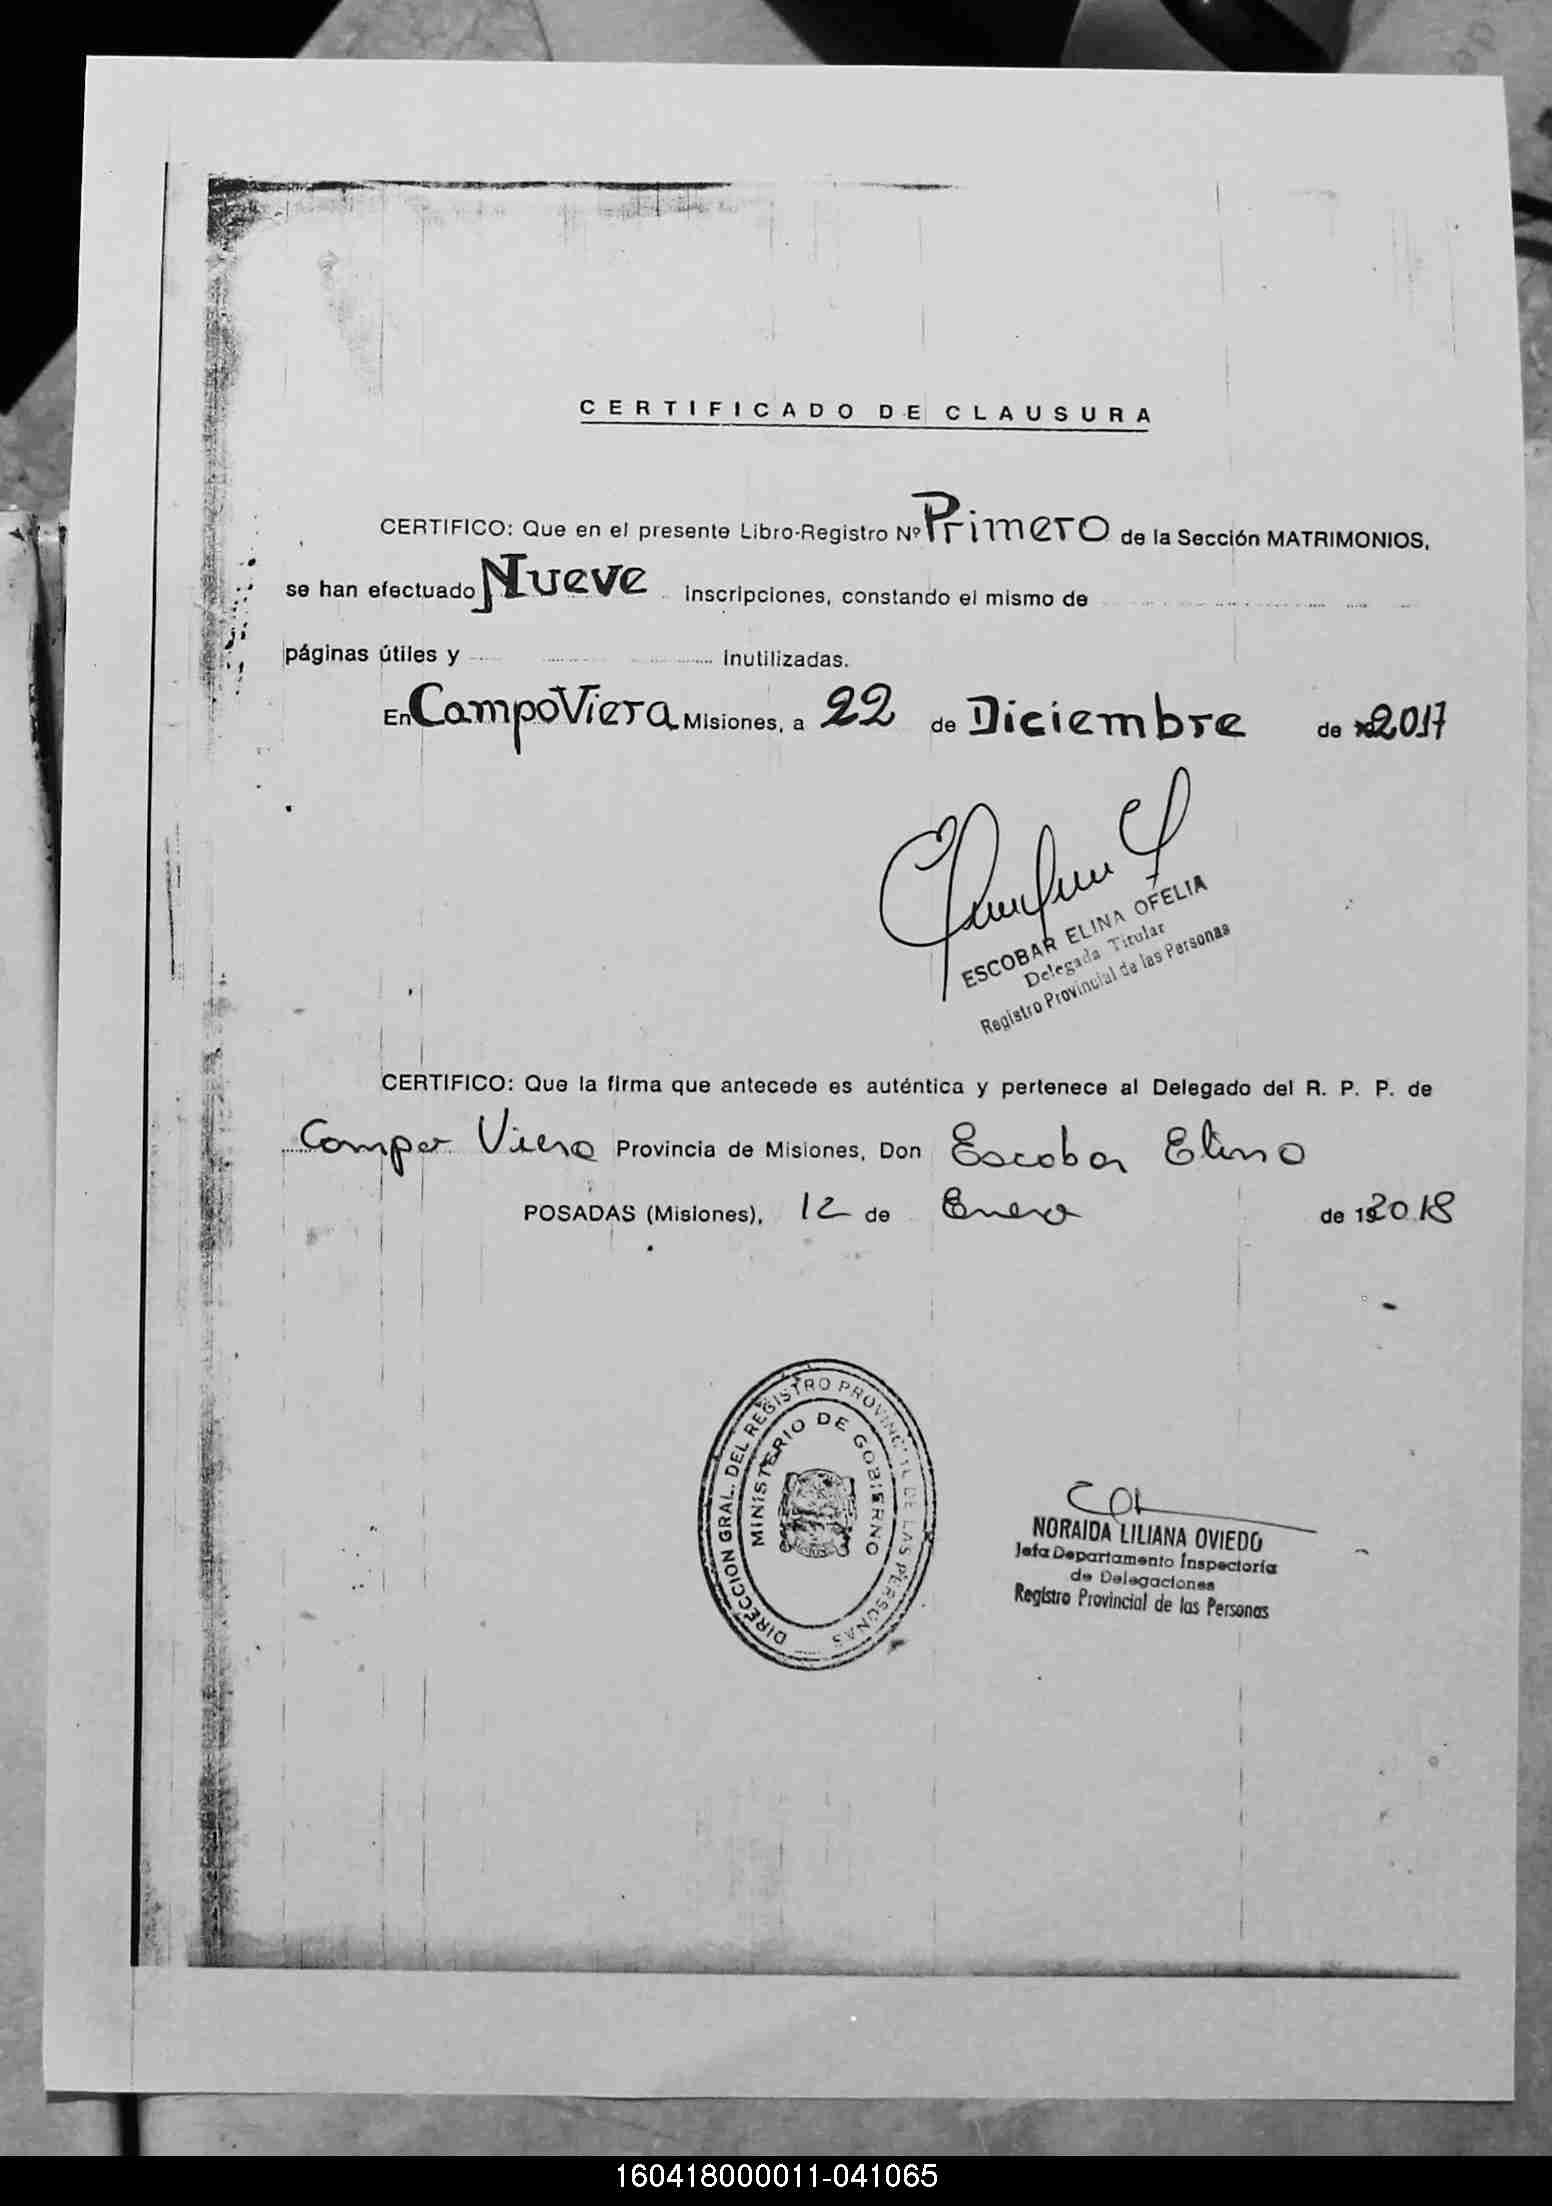 CERTIFICADO DE CLAUSURA
CERTIFICO: Que en el presente Libro-Registro Nº Primero de la Sección MATRIMONIOS,
se han efectuado Nueve inscripciones, constando el mismo de
páginas útiles y inutilizadas.
En Campo Viera Misiones, a 22 de Diciembre de 2017
ESCOBAR ELINA OFELIA
Delegada Titular
Registro Provincial de las Personas
CERTIFICO: Que la firma que antecede es auténtica y pertenece al Delegado del R. P. P. de
Campo Viera Provincia de Misiones, Don Escobar Elina
POSADAS (Misiones), 12 de Enero de 192018
DIRECCION GRAL. DEL REGISTRO PROVINCIAL DE LAS PERSONAS
MINISTERIO DE GOBIERNO
NORAIDA LILIANA OVIEDO
Jefa Departamento Inspectoría
de Delegaciones
Registro Provincial de las Personas
160418000011-041065